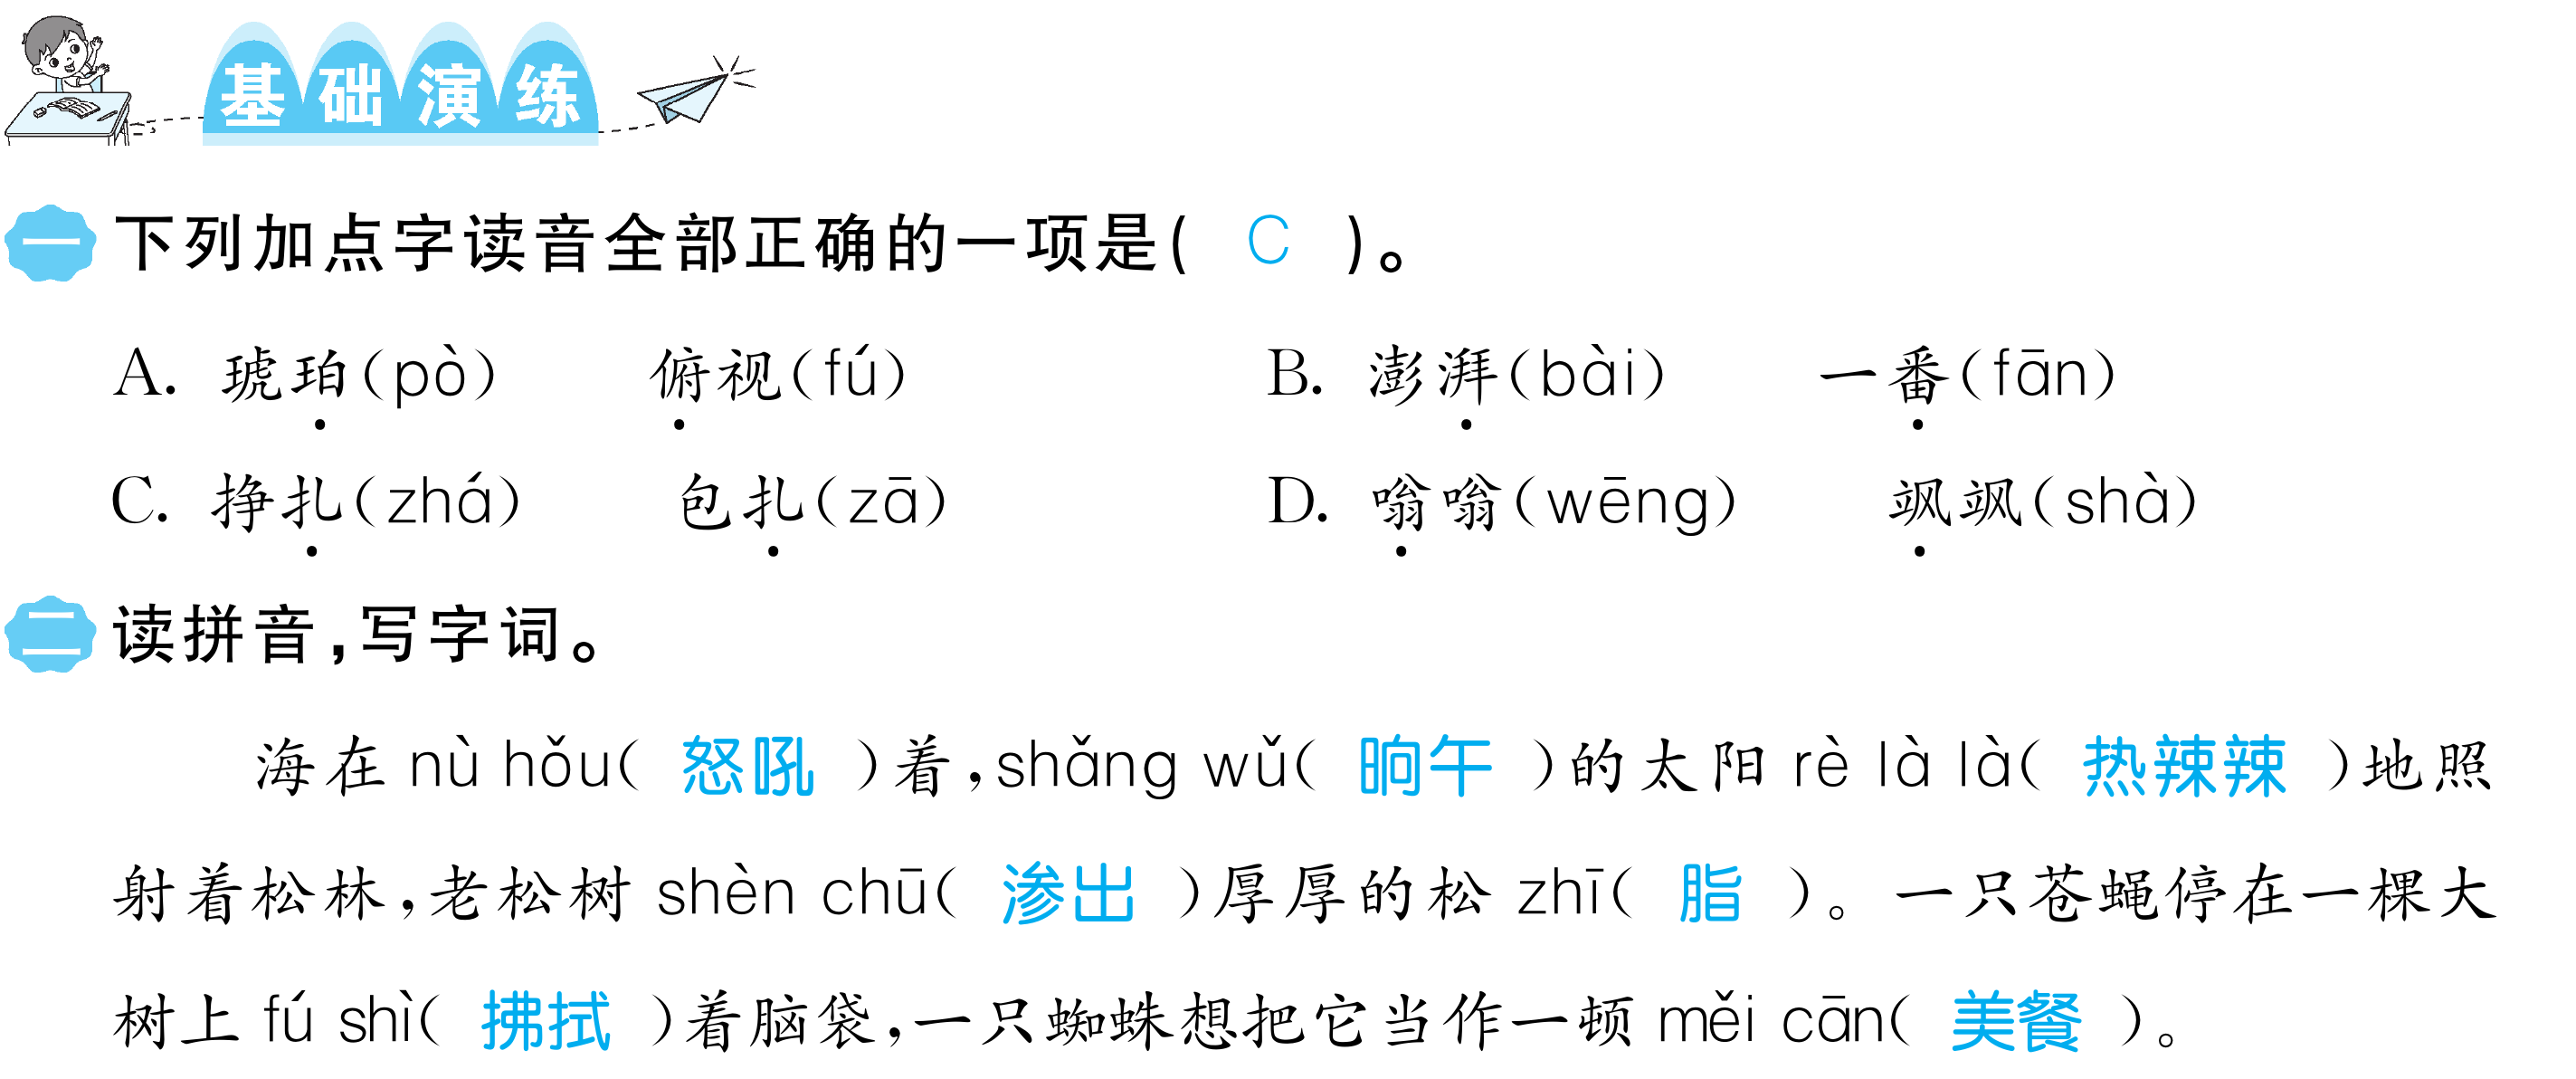 基础演练
一 下列加点字读音全部正确的一项是( C )。
A. 琥珀(pò) 俯视(fú) B. 澎湃(bài) 一番(fān)
C. 挣扎(zhá) 包扎(zā) D. 嗡嗡(wēng) 飒飒(shà)
二 读拼音,写字词。
海在 nù hǒu( 怒吼 )着,shǎng wǔ( 晌午 )的太阳 rè là là( 热辣辣 )地照
射着松林,老松树 shèn chū( 渗出 )厚厚的松 zhī( 脂 )。一只苍蝇停在一棵大
树上 fú shì( 拂拭 )着脑袋,一只蜘蛛想把它当作一顿 měi cān( 美餐 )。